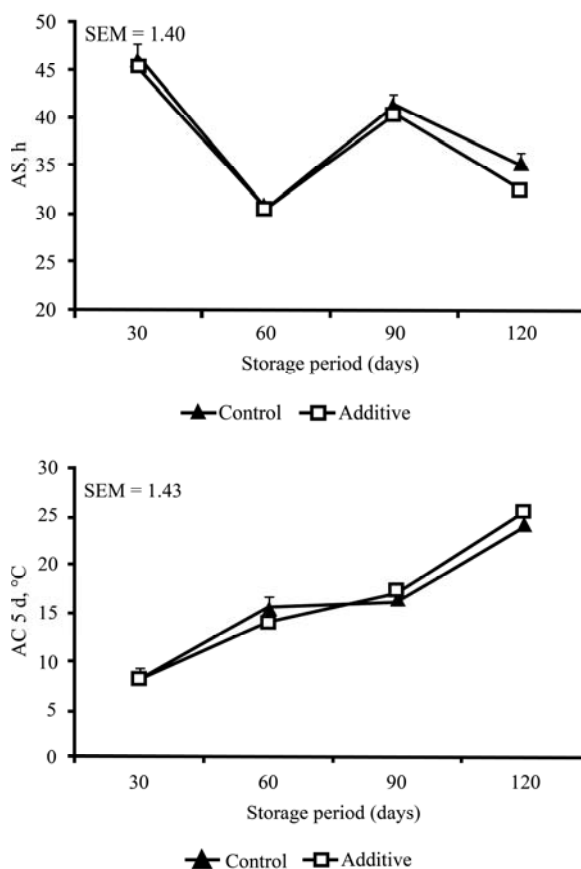 SEM = 1.40
50
45
40
35
30
25
20
AS, h
30 60 90 120
Storage period (days)
Control Additive
SEM = 1.43
30
25
20
15
10
5
0
AC 5 d, °C
30 60 90 120
Storage period (days)
Control Additive